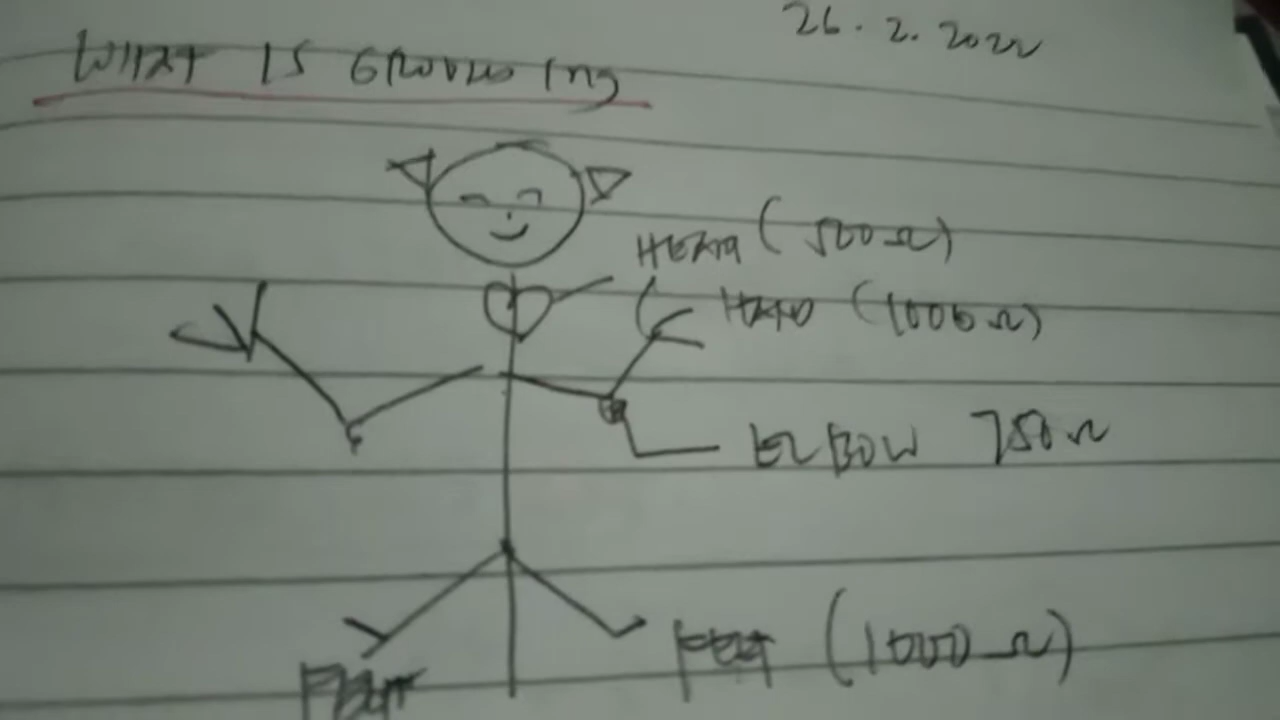 26.2.2022
WHAT IS GROUNDING
HEART (500Ω)
HAND (1000Ω)
ELBOW 750Ω
FEET (1000Ω)
FEET